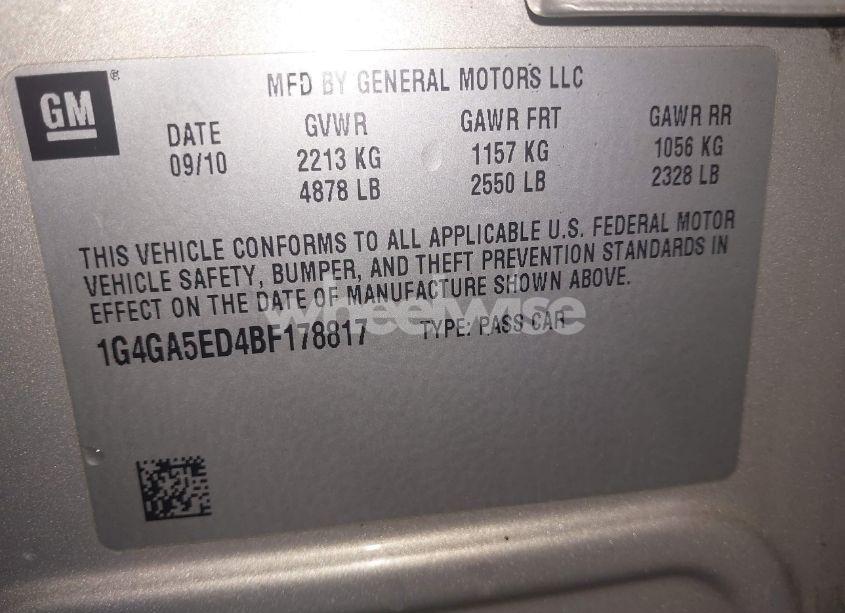 GM®
MFD BY GENERAL MOTORS LLC
DATE GVWR GAWR FRT GAWR RR
09/10 2213 KG 1157 KG 1056 KG
4878 LB 2550 LB 2328 LB
THIS VEHICLE CONFORMS TO ALL APPLICABLE U.S. FEDERAL MOTOR
VEHICLE SAFETY, BUMPER, AND THEFT PREVENTION STANDARDS IN
EFFECT ON THE DATE OF MANUFACTURE SHOWN ABOVE.
wheelwise
1G4GA5ED4BF178817 TYPE: PASS CAR